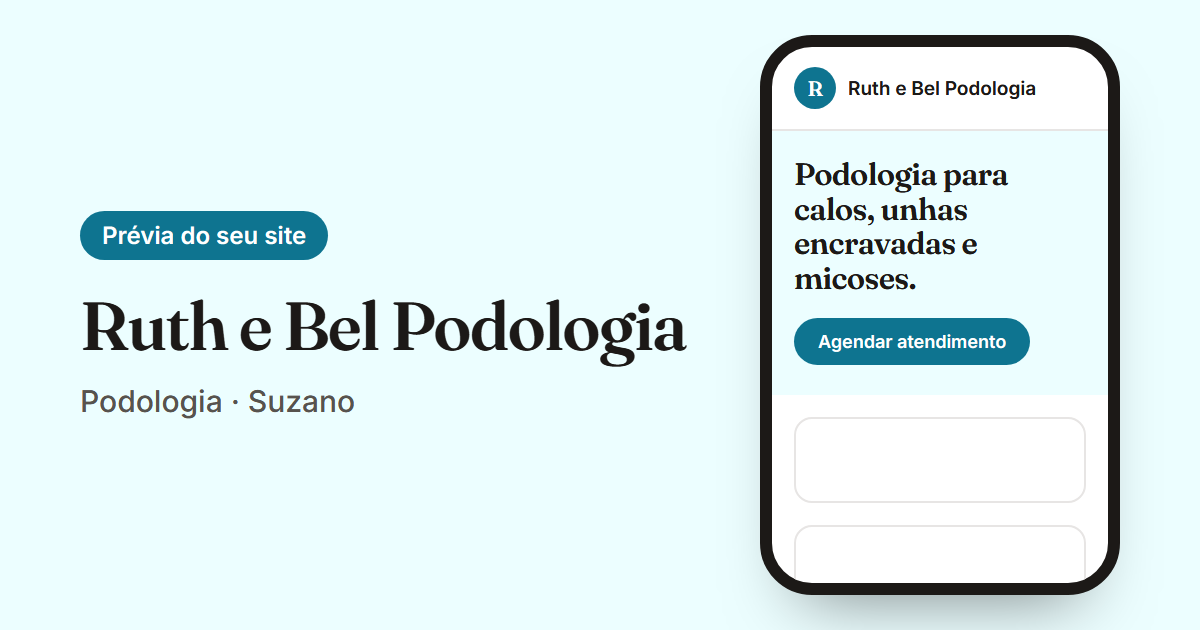 Prévia do seu site
Ruth e Bel Podologia
Podologia · Suzano
R
Ruth e Bel Podologia
Podologia para
calos, unhas
encravadas e
micoses.
Agendar atendimento